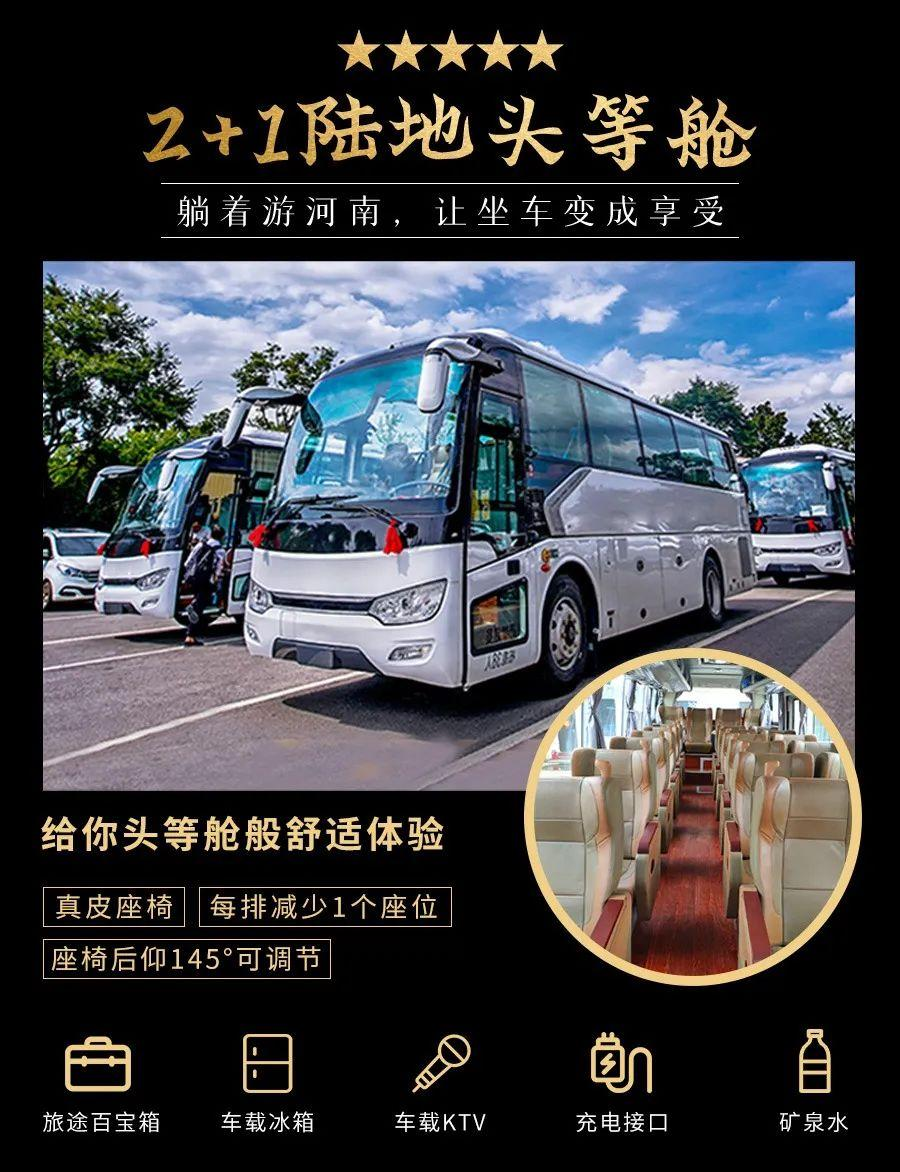 2+1陆地头等舱
躺着游河南,让坐车变成享受
给你头等舱般舒适体验
真皮座椅 每排减少1个座位
座椅后仰145°可调节
旅途百宝箱 车载冰箱 车载KTV 充电接口 矿泉水